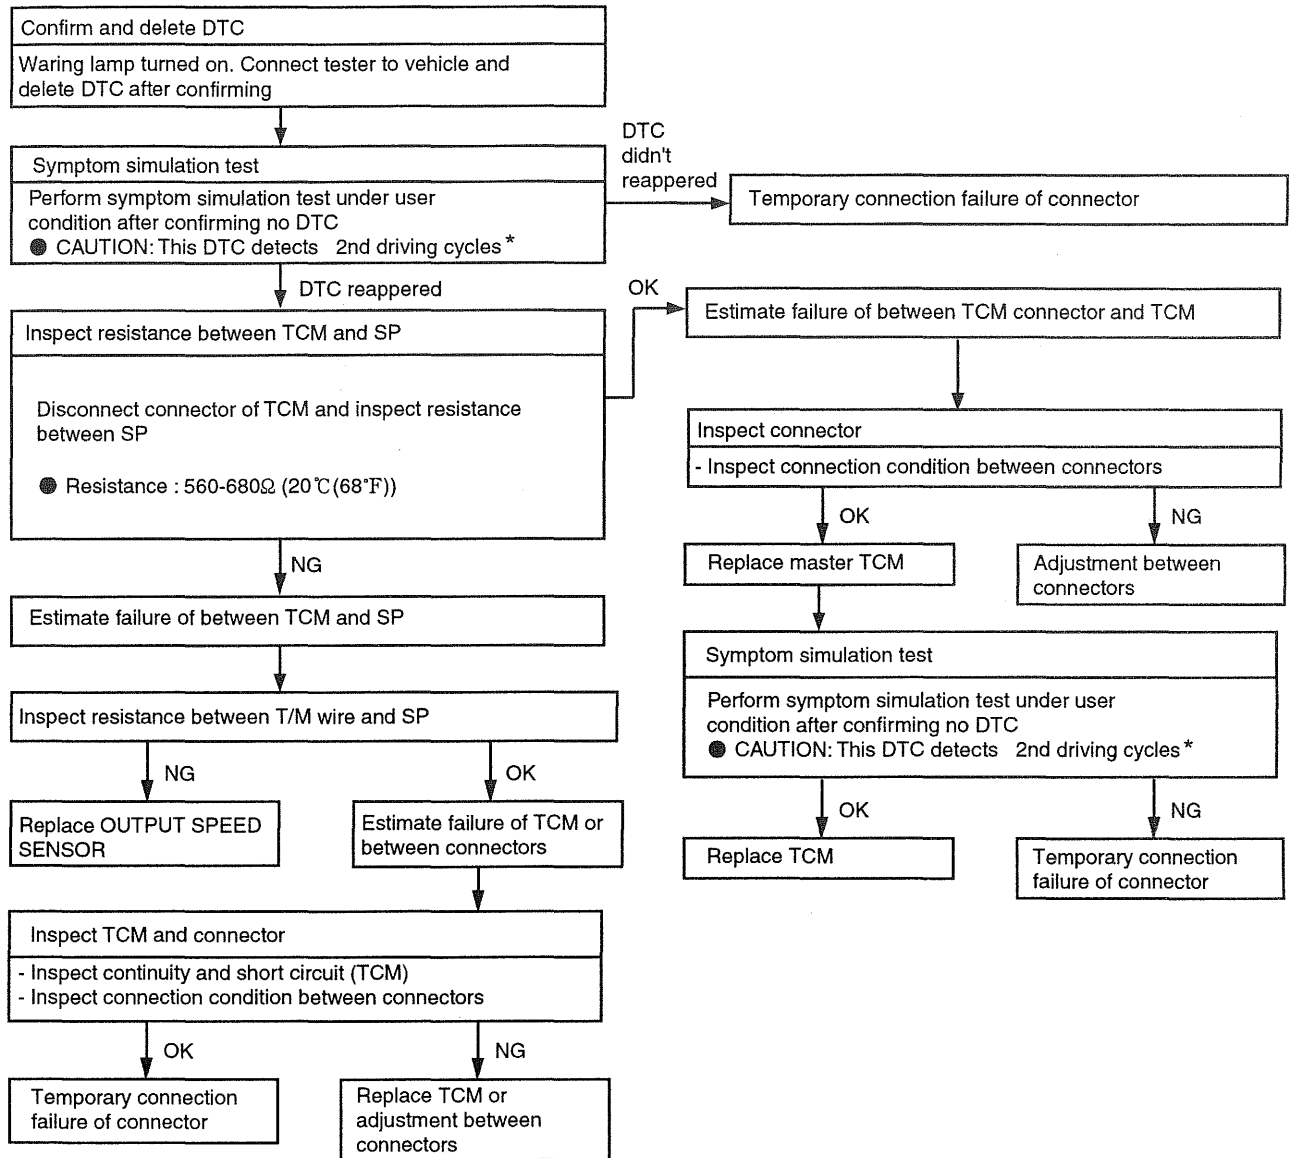 Confirm and delete DTC
Waring lamp turned on. Connect tester to vehicle and
delete DTC after confirming
Symptom simulation test
Perform symptom simulation test under user
condition after confirming no DTC
● CAUTION: This DTC detects 2nd driving cycles*
DTC
didn't
reappered
Temporary connection failure of connector
DTC reappered
Inspect resistance between TCM and SP
Disconnect connector of TCM and inspect resistance
between SP
● Resistance : 560-680Ω (20℃(68°F))
OK
Estimate failure of between TCM connector and TCM
Inspect connector
- Inspect connection condition between connectors
OK
NG
Replace master TCM
Adjustment between
connectors
Symptom simulation test
Perform symptom simulation test under user
condition after confirming no DTC
● CAUTION: This DTC detects 2nd driving cycles*
OK
NG
Replace TCM
Temporary connection
failure of connector
NG
Estimate failure of between TCM and SP
Inspect resistance between T/M wire and SP
NG
OK
Replace OUTPUT SPEED
SENSOR
Estimate failure of TCM or
between connectors
Inspect TCM and connector
- Inspect continuity and short circuit (TCM)
- Inspect connection condition between connectors
OK
NG
Temporary connection
failure of connector
Replace TCM or
adjustment between
connectors